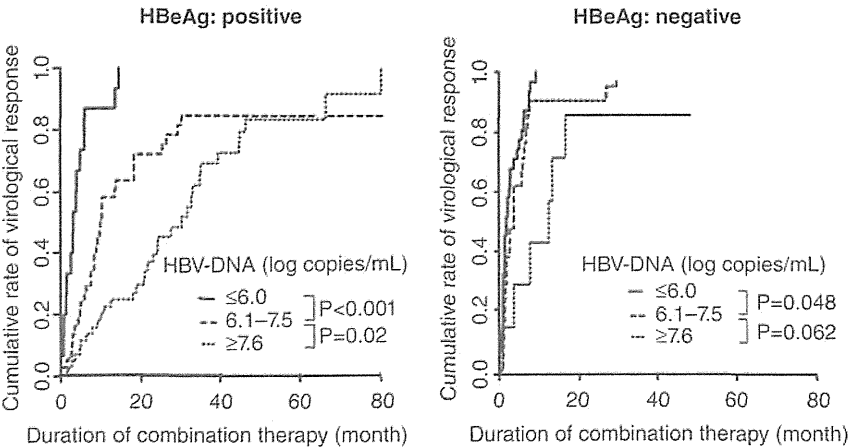 HBeAg: positive
Cumulative rate of virological response
1.0
0.8
0.6
0.4
0.2
0.0
HBV-DNA (log copies/mL)
≤6.0
6.1–7.5
≥7.6
P<0.001
P=0.02
0 20 40 60 80
Duration of combination therapy (month)
HBeAg: negative
Cumulative rate of virological response
1.0
0.8
0.6
0.4
0.2
0.0
HBV-DNA (log copies/mL)
≤6.0
6.1–7.5
≥7.6
P=0.048
P=0.062
0 20 40 60 80
Duration of combination therapy (month)